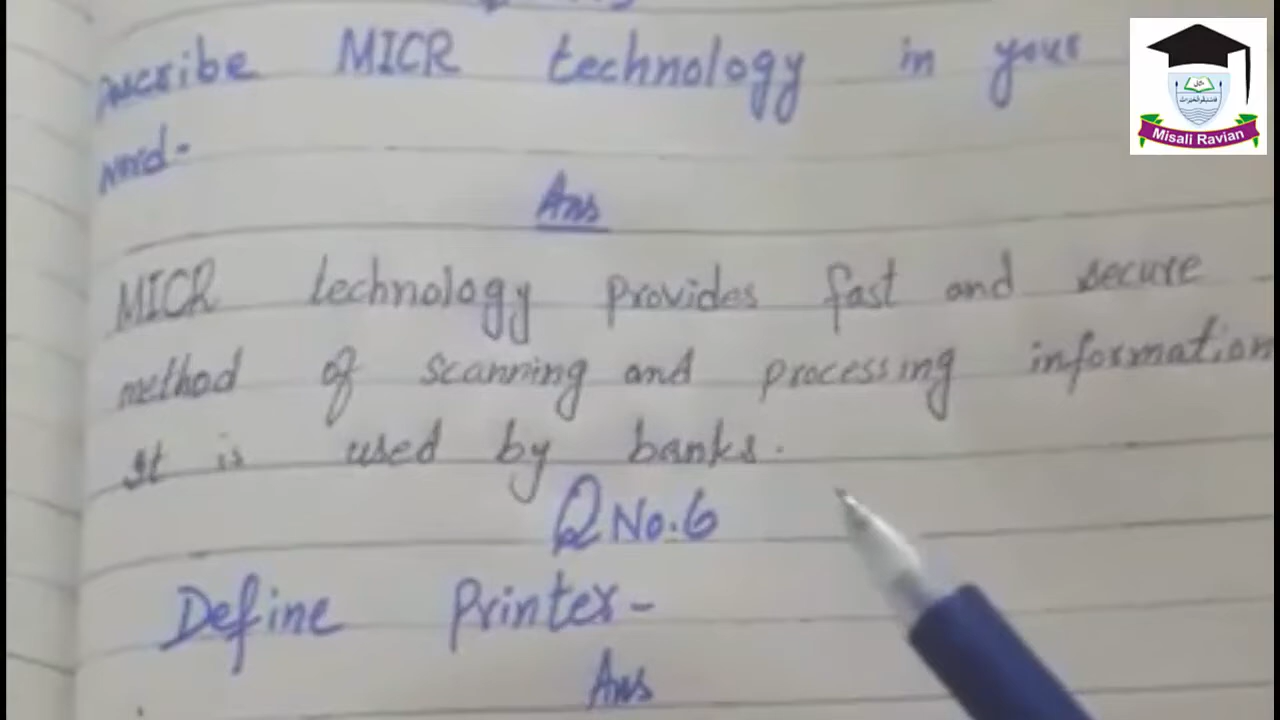 Describe MICR technology in your
word-
Ans
MICR technology provides fast and secure
method of scanning and processing information
It is used by banks.
Q No.6
Define Printer-
Ans
Misali Ravian